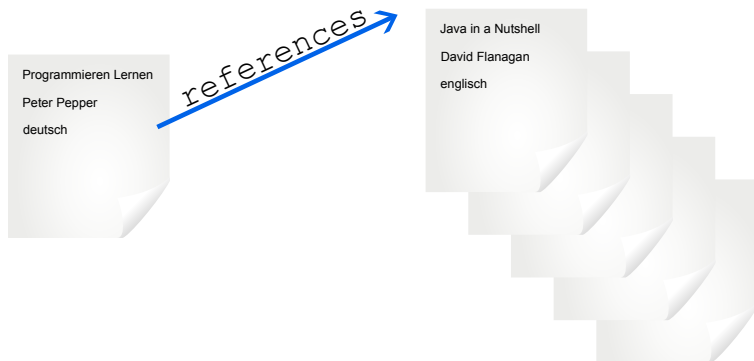 Programmieren Lernen
Peter Pepper
deutsch
references
Java in a Nutshell
David Flanagan
englisch